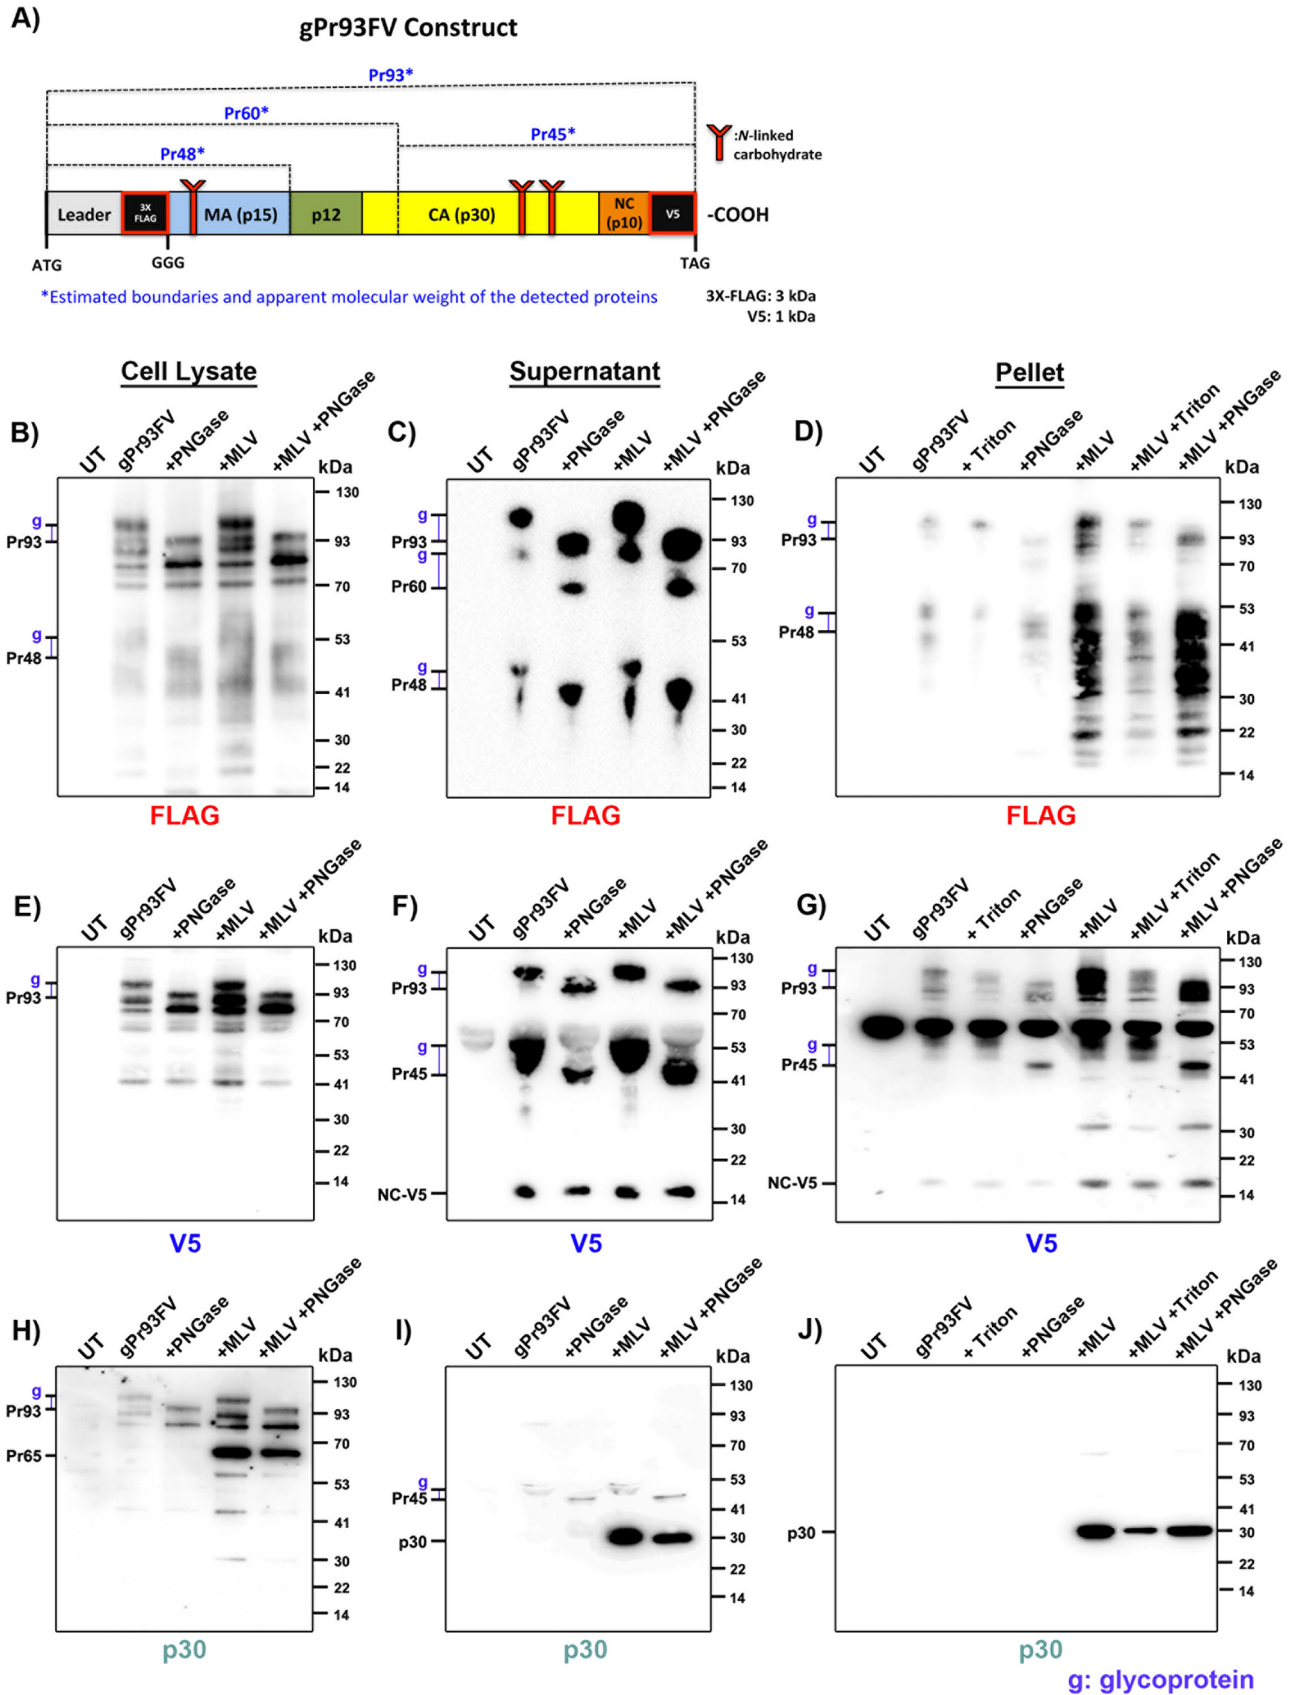 A)
gPr93FV Construct
Pr93*
Pr60*
Pr45*
Pr48*
:N-linked
carbohydrate
Leader
3X
FLAG
MA (p15)
p12
CA (p30)
NC
(p10)
V5
-COOH
ATG
GGG
TAG
*Estimated boundaries and apparent molecular weight of the detected proteins
3X-FLAG: 3 kDa
V5: 1 kDa
Cell Lysate
Supernatant
Pellet
B)
UT
gPr93FV
+PNGase
+MLV
+MLV +PNGase
kDa
g
Pr93
g
Pr48
130
93
70
53
41
30
22
14
FLAG
C)
UT
gPr93FV
+PNGase
+MLV
+MLV +PNGase
kDa
g
Pr93
g
Pr60
g
Pr48
130
93
70
53
41
30
22
14
FLAG
D)
UT
gPr93FV
+ Triton
+PNGase
+MLV
+MLV +Triton
+MLV +PNGase
kDa
g
Pr93
g
Pr48
130
93
70
53
41
30
22
14
FLAG
E)
UT
gPr93FV
+PNGase
+MLV
+MLV +PNGase
kDa
g
Pr93
130
93
70
53
41
30
22
14
V5
F)
UT
gPr93FV
+PNGase
+MLV
+MLV +PNGase
kDa
g
Pr93
g
Pr45
NC-V5
130
93
70
53
41
30
22
14
V5
G)
UT
gPr93FV
+ Triton
+PNGase
+MLV
+MLV +Triton
+MLV +PNGase
kDa
g
Pr93
g
Pr45
NC-V5
130
93
70
53
41
30
22
14
V5
H)
UT
gPr93FV
+PNGase
+MLV
+MLV +PNGase
kDa
g
Pr93
Pr65
130
93
70
53
41
30
22
14
p30
I)
UT
gPr93FV
+PNGase
+MLV
+MLV +PNGase
kDa
g
Pr45
p30
130
93
70
53
41
30
22
14
p30
J)
UT
gPr93FV
+ Triton
+PNGase
+MLV
+MLV +Triton
+MLV +PNGase
kDa
p30
130
93
70
53
41
30
22
14
p30
g: glycoprotein